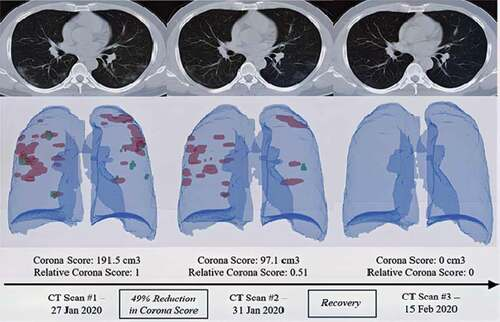 Corona Score: 191.5 cm3
Relative Corona Score: 1
Corona Score: 97.1 cm3
Relative Corona Score: 0.51
Corona Score: 0 cm3
Relative Corona Score: 0
CT Scan #1 –
27 Jan 2020
49% Reduction
in Corona Score
CT Scan #2 –
31 Jan 2020
Recovery
CT Scan #3 –
15 Feb 2020